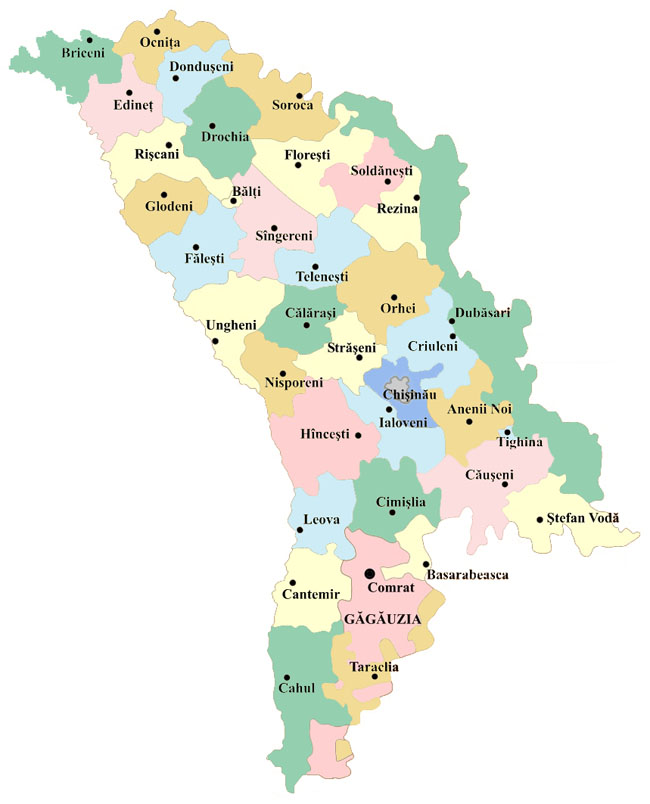 Ocnița
Briceni
Dondușeni
Edineț
Soroca
Drochia
Rîșcani
Florești
Soldănești
Bălți
Glodeni
Rezina
Sîngereni
Fălești
Telenești
Orhei
Călărași
Dubăsari
Ungheni
Criuleni
Strășeni
Nisporeni
Chișinău
Anenii Noi
Ialoveni
Hîncești
Tighina
Căușeni
Cimișlia
Leova
Ștefan Vodă
Basarabeasca
Comrat
Cantemir
GĂGĂUZIA
Taraclia
Cahul